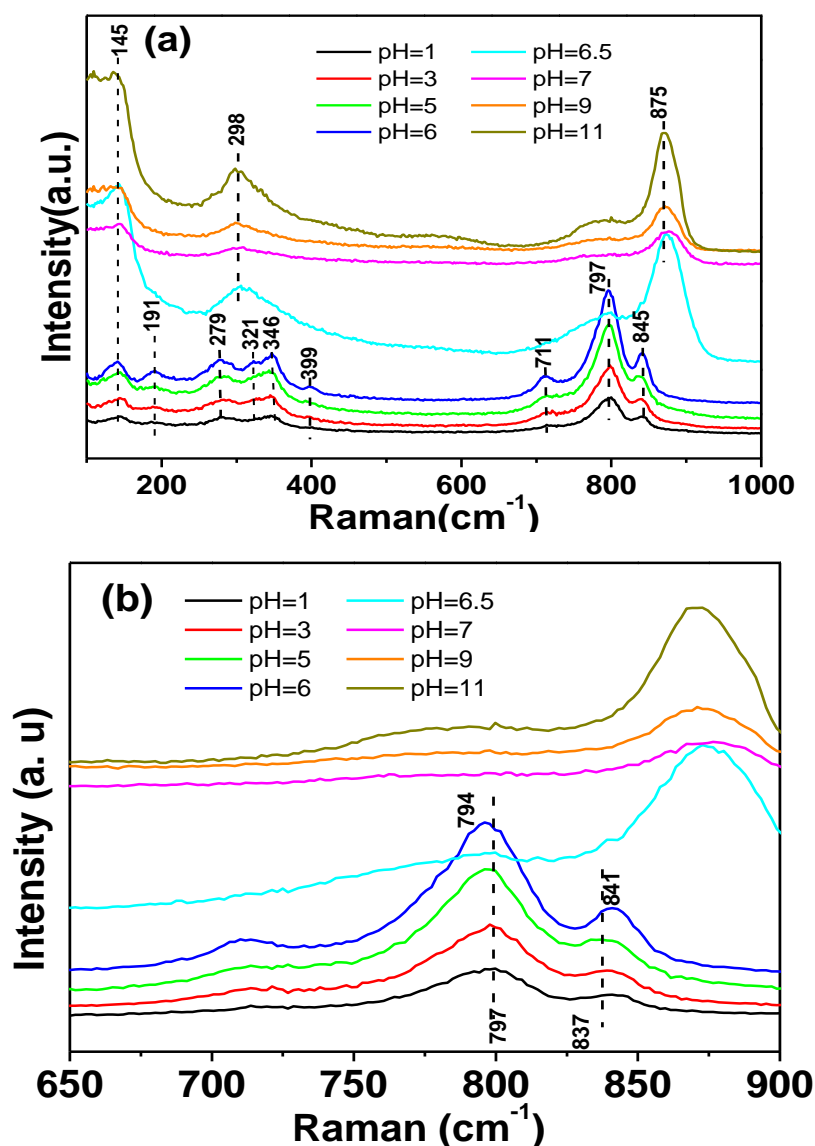 (a)
pH=1 pH=6.5
pH=3 pH=7
pH=5 pH=9
pH=6 pH=11
145
191
298
279
321
346
399
711
797
845
875
Intensity(a.u.)
200 400 600 800 1000
Raman(cm-1)
(b)
pH=1 pH=6.5
pH=3 pH=7
pH=5 pH=9
pH=6 pH=11
794
841
797
837
Intensity (a. u)
650 700 750 800 850 900
Raman (cm-1)